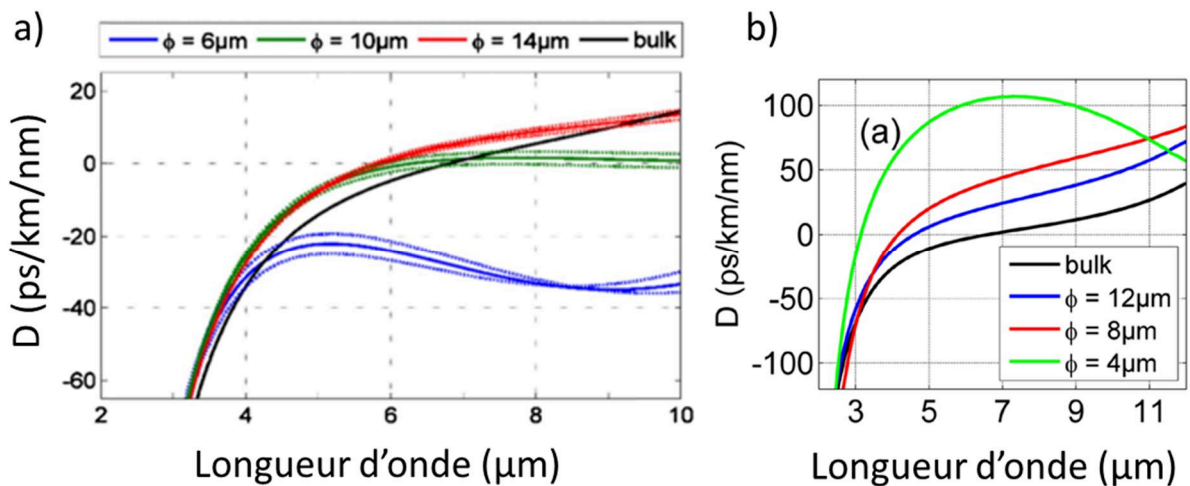 a)
ϕ = 6µm ϕ = 10µm ϕ = 14µm bulk
D (ps/km/nm)
20
0
-20
-40
-60
2 4 6 8 10
Longueur d’onde (µm)
b)
(a)
D (ps/km/nm)
100
50
0
-50
-100
bulk
ϕ = 12µm
ϕ = 8µm
ϕ = 4µm
3 5 7 9 11
Longueur d’onde (µm)